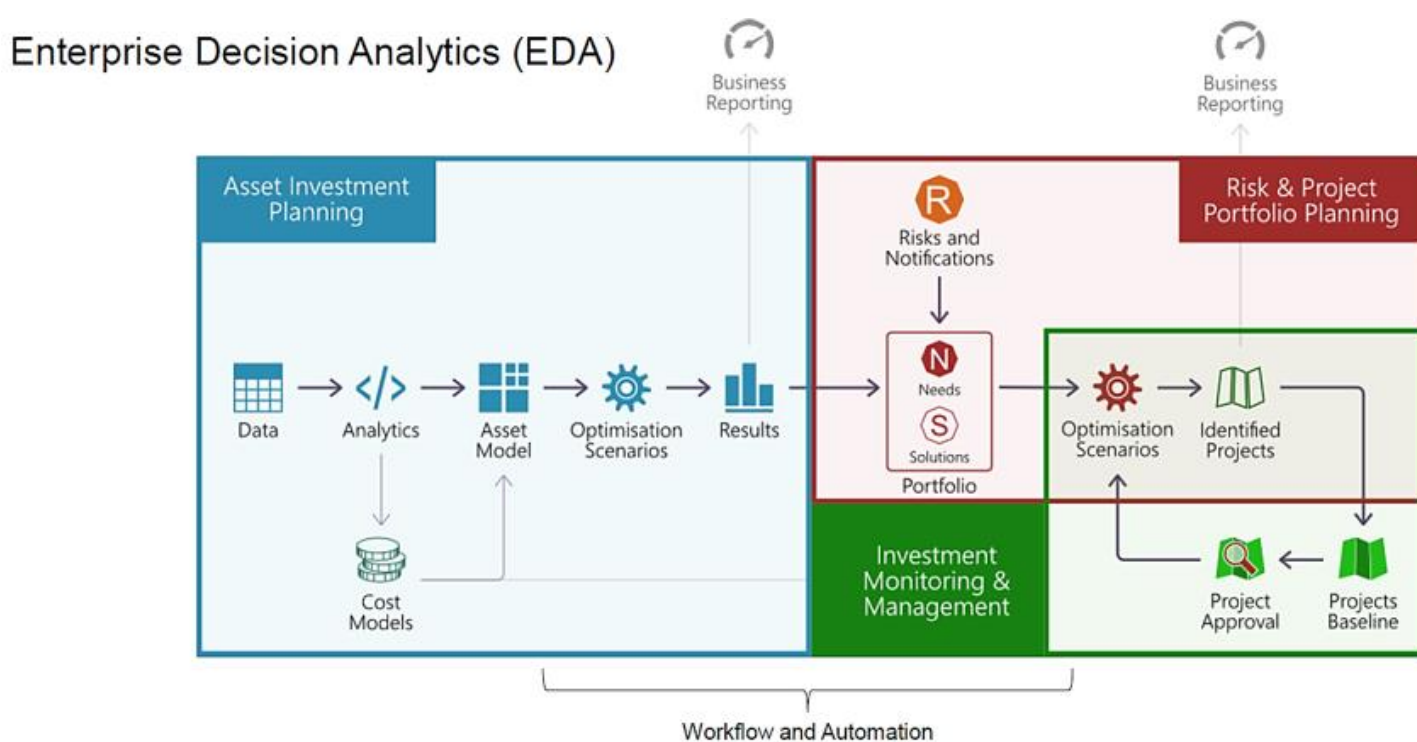 Enterprise Decision Analytics (EDA)
Business
Reporting
Business
Reporting
Asset Investment
Planning
Data
Analytics
Asset
Model
Optimisation
Scenarios
Results
Cost
Models
Risk & Project
Portfolio Planning
R
Risks and
Notifications
N
Needs
S
Solutions
Portfolio
Optimisation
Scenarios
Identified
Projects
Investment
Monitoring &
Management
Project
Approval
Projects
Baseline
Workflow and Automation